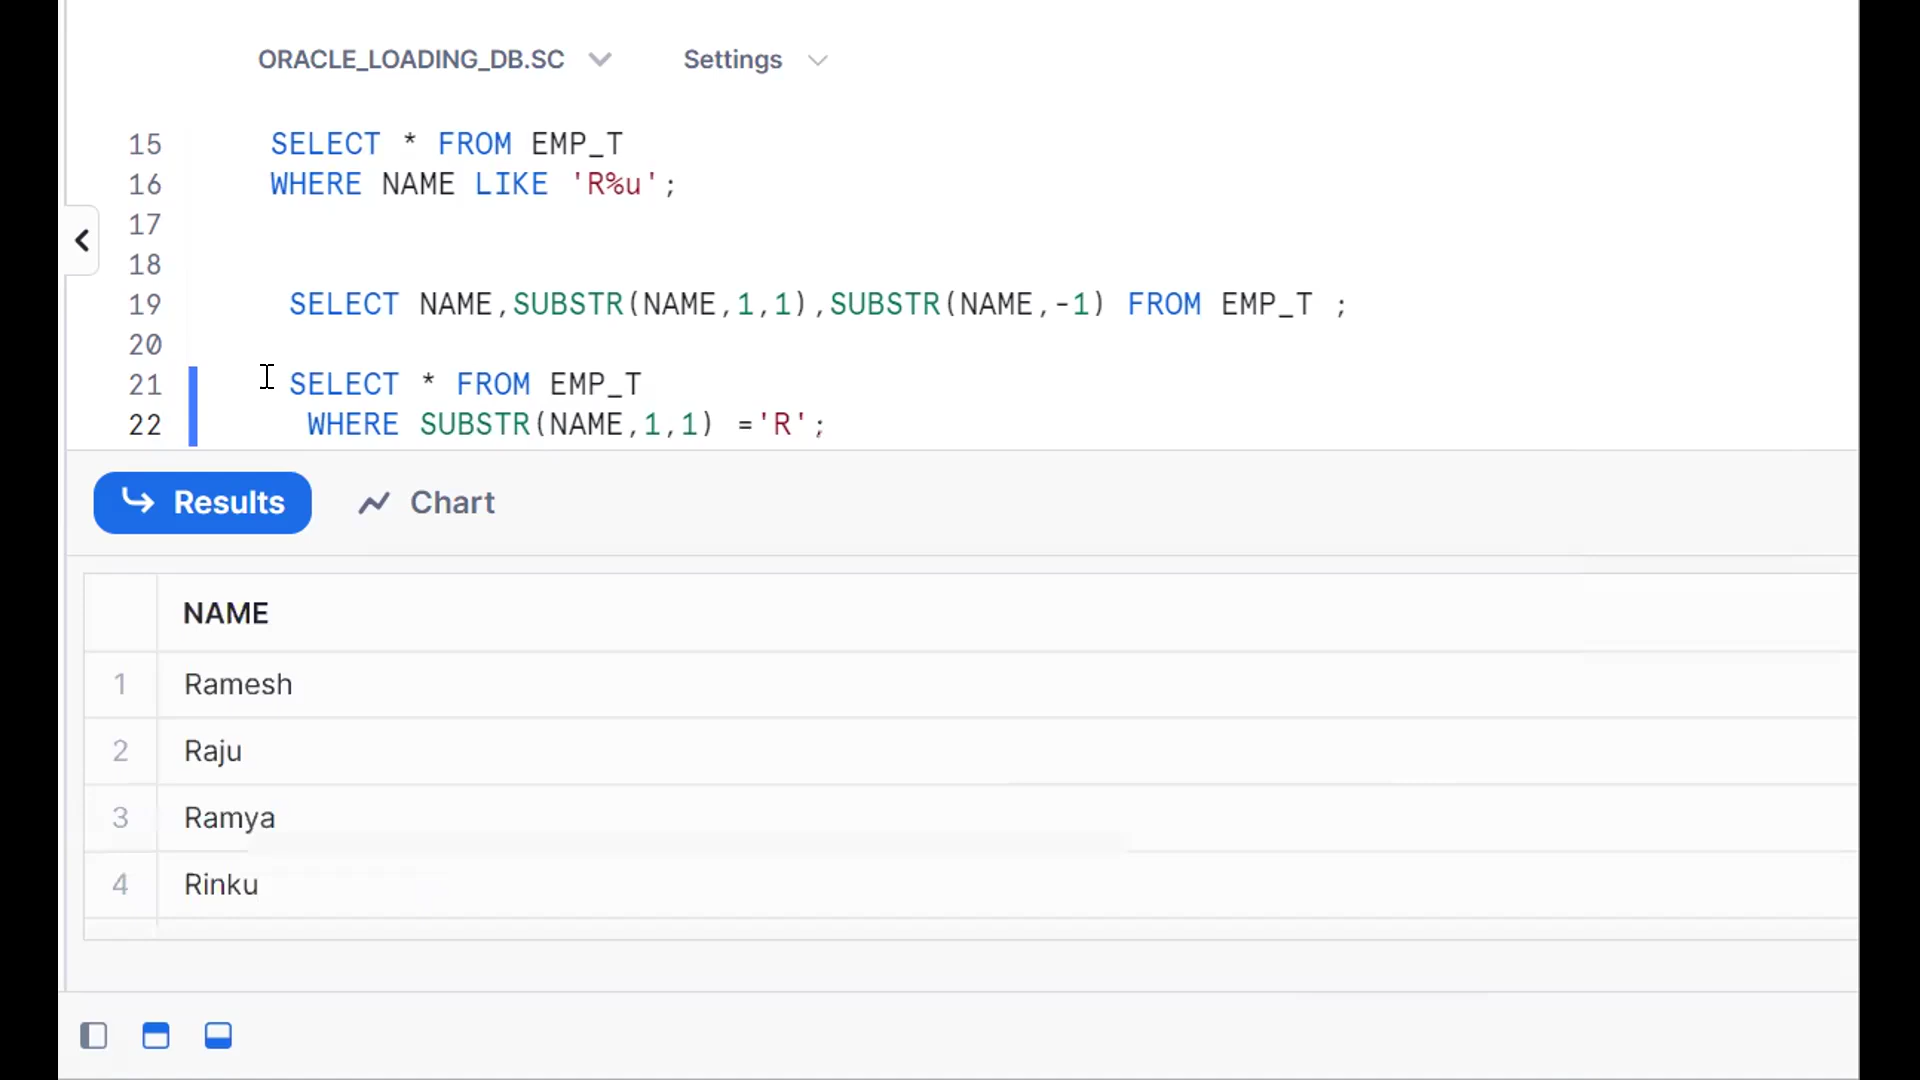 ORACLE_LOADING_DB.SC Settings
15 SELECT * FROM EMP_T
16 WHERE NAME LIKE 'R%u';
17
18
19 SELECT NAME,SUBSTR(NAME,1,1),SUBSTR(NAME,-1) FROM EMP_T ;
20
21 SELECT * FROM EMP_T
22 WHERE SUBSTR(NAME,1,1) ='R';
Results Chart
NAME
1 Ramesh
2 Raju
3 Ramya
4 Rinku